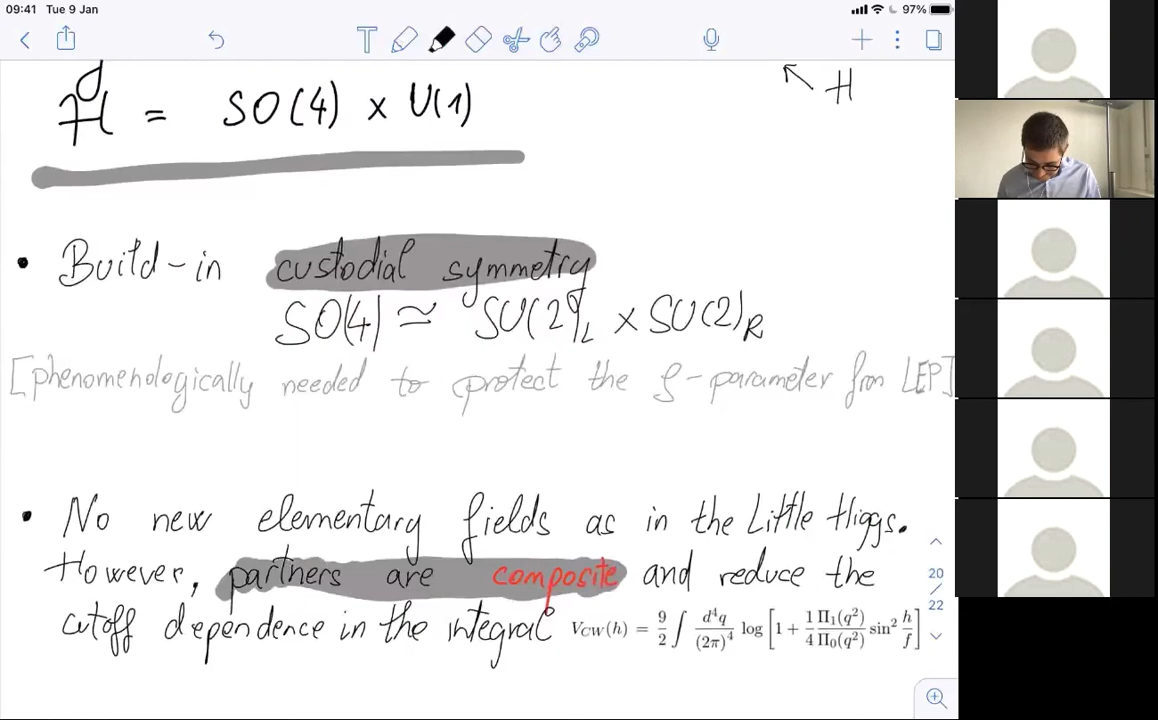 09:41 Tue 9 Jan 97%
H
H = SO(4) × U(1)
• Build-in custodial symmetry
SO(4) ≃ SU(2)_L × SU(2)_R
[phenomenologically needed to protect the ρ-parameter from LEP]
• No new elementary fields as in the Little Higgs.
However, partners are composite and reduce the
cutoff dependence in the integral V_CW(h) = 9/2 ∫ d⁴q/(2π)⁴ log [1 + 1/4 Π₁(q²)/Π₀(q²) sin² h/f]
20
/
22